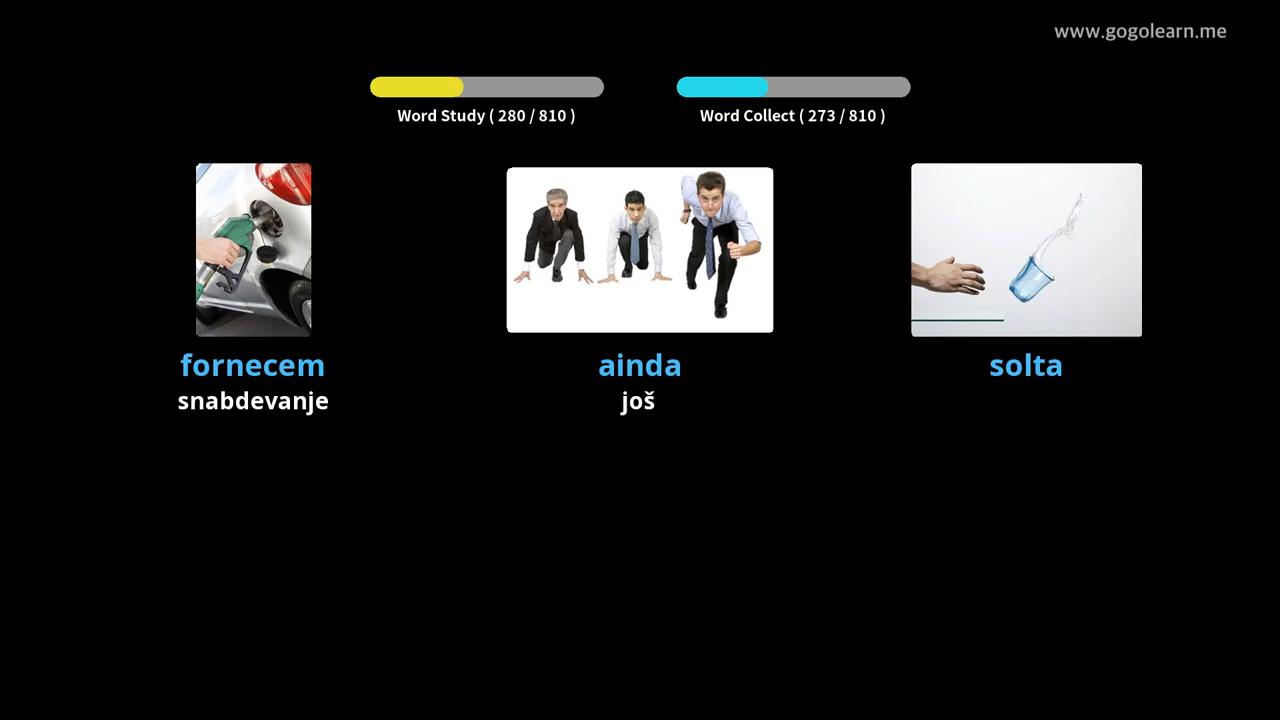 www.gogolearn.me
Word Study ( 280 / 810 )
Word Collect ( 273 / 810 )
fornecem
snabdevanje
ainda
još
solta